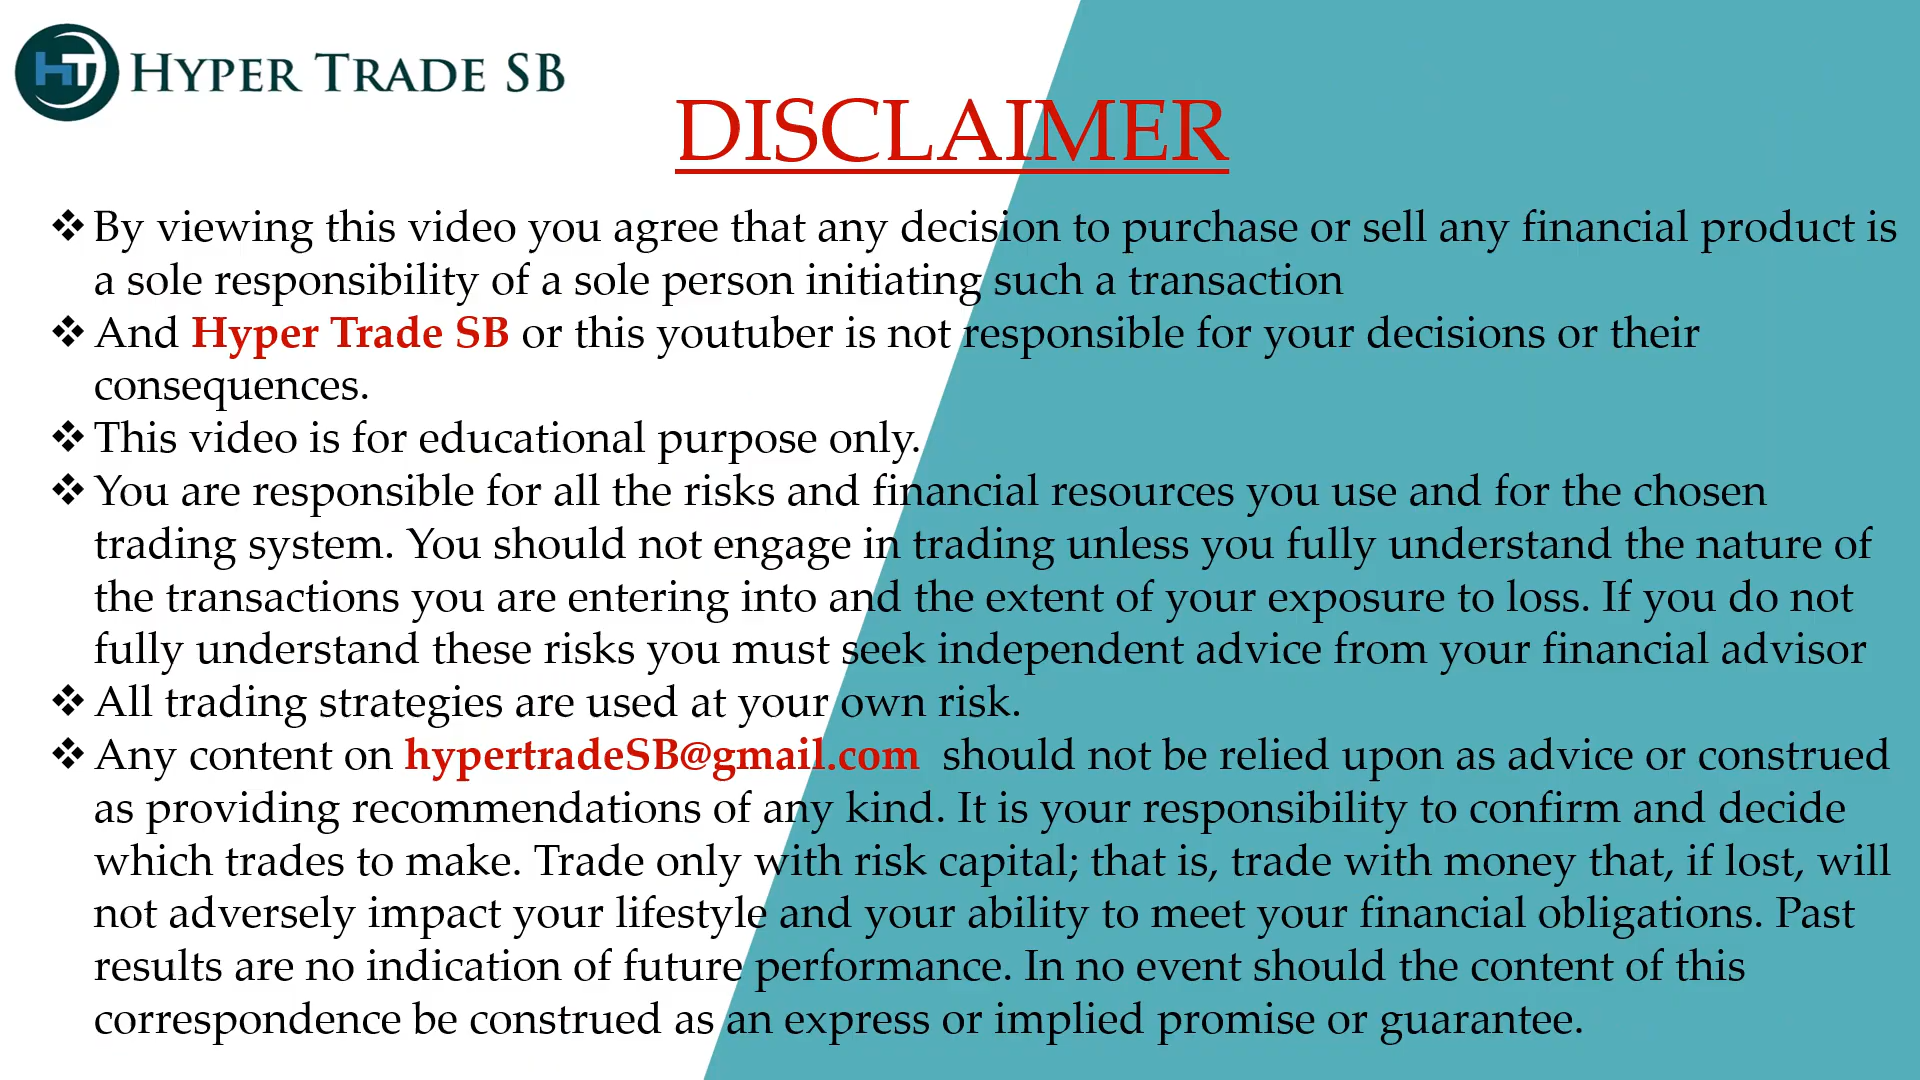 HT HYPER TRADE SB
DISCLAIMER
❖ By viewing this video you agree that any decision to purchase or sell any financial product is
a sole responsibility of a sole person initiating such a transaction
❖ And Hyper Trade SB or this youtuber is not responsible for your decisions or their
consequences.
❖ This video is for educational purpose only.
❖ You are responsible for all the risks and financial resources you use and for the chosen
trading system. You should not engage in trading unless you fully understand the nature of
the transactions you are entering into and the extent of your exposure to loss. If you do not
fully understand these risks you must seek independent advice from your financial advisor
❖ All trading strategies are used at your own risk.
❖ Any content on hypertradeSB@gmail.com should not be relied upon as advice or construed
as providing recommendations of any kind. It is your responsibility to confirm and decide
which trades to make. Trade only with risk capital; that is, trade with money that, if lost, will
not adversely impact your lifestyle and your ability to meet your financial obligations. Past
results are no indication of future performance. In no event should the content of this
correspondence be construed as an express or implied promise or guarantee.